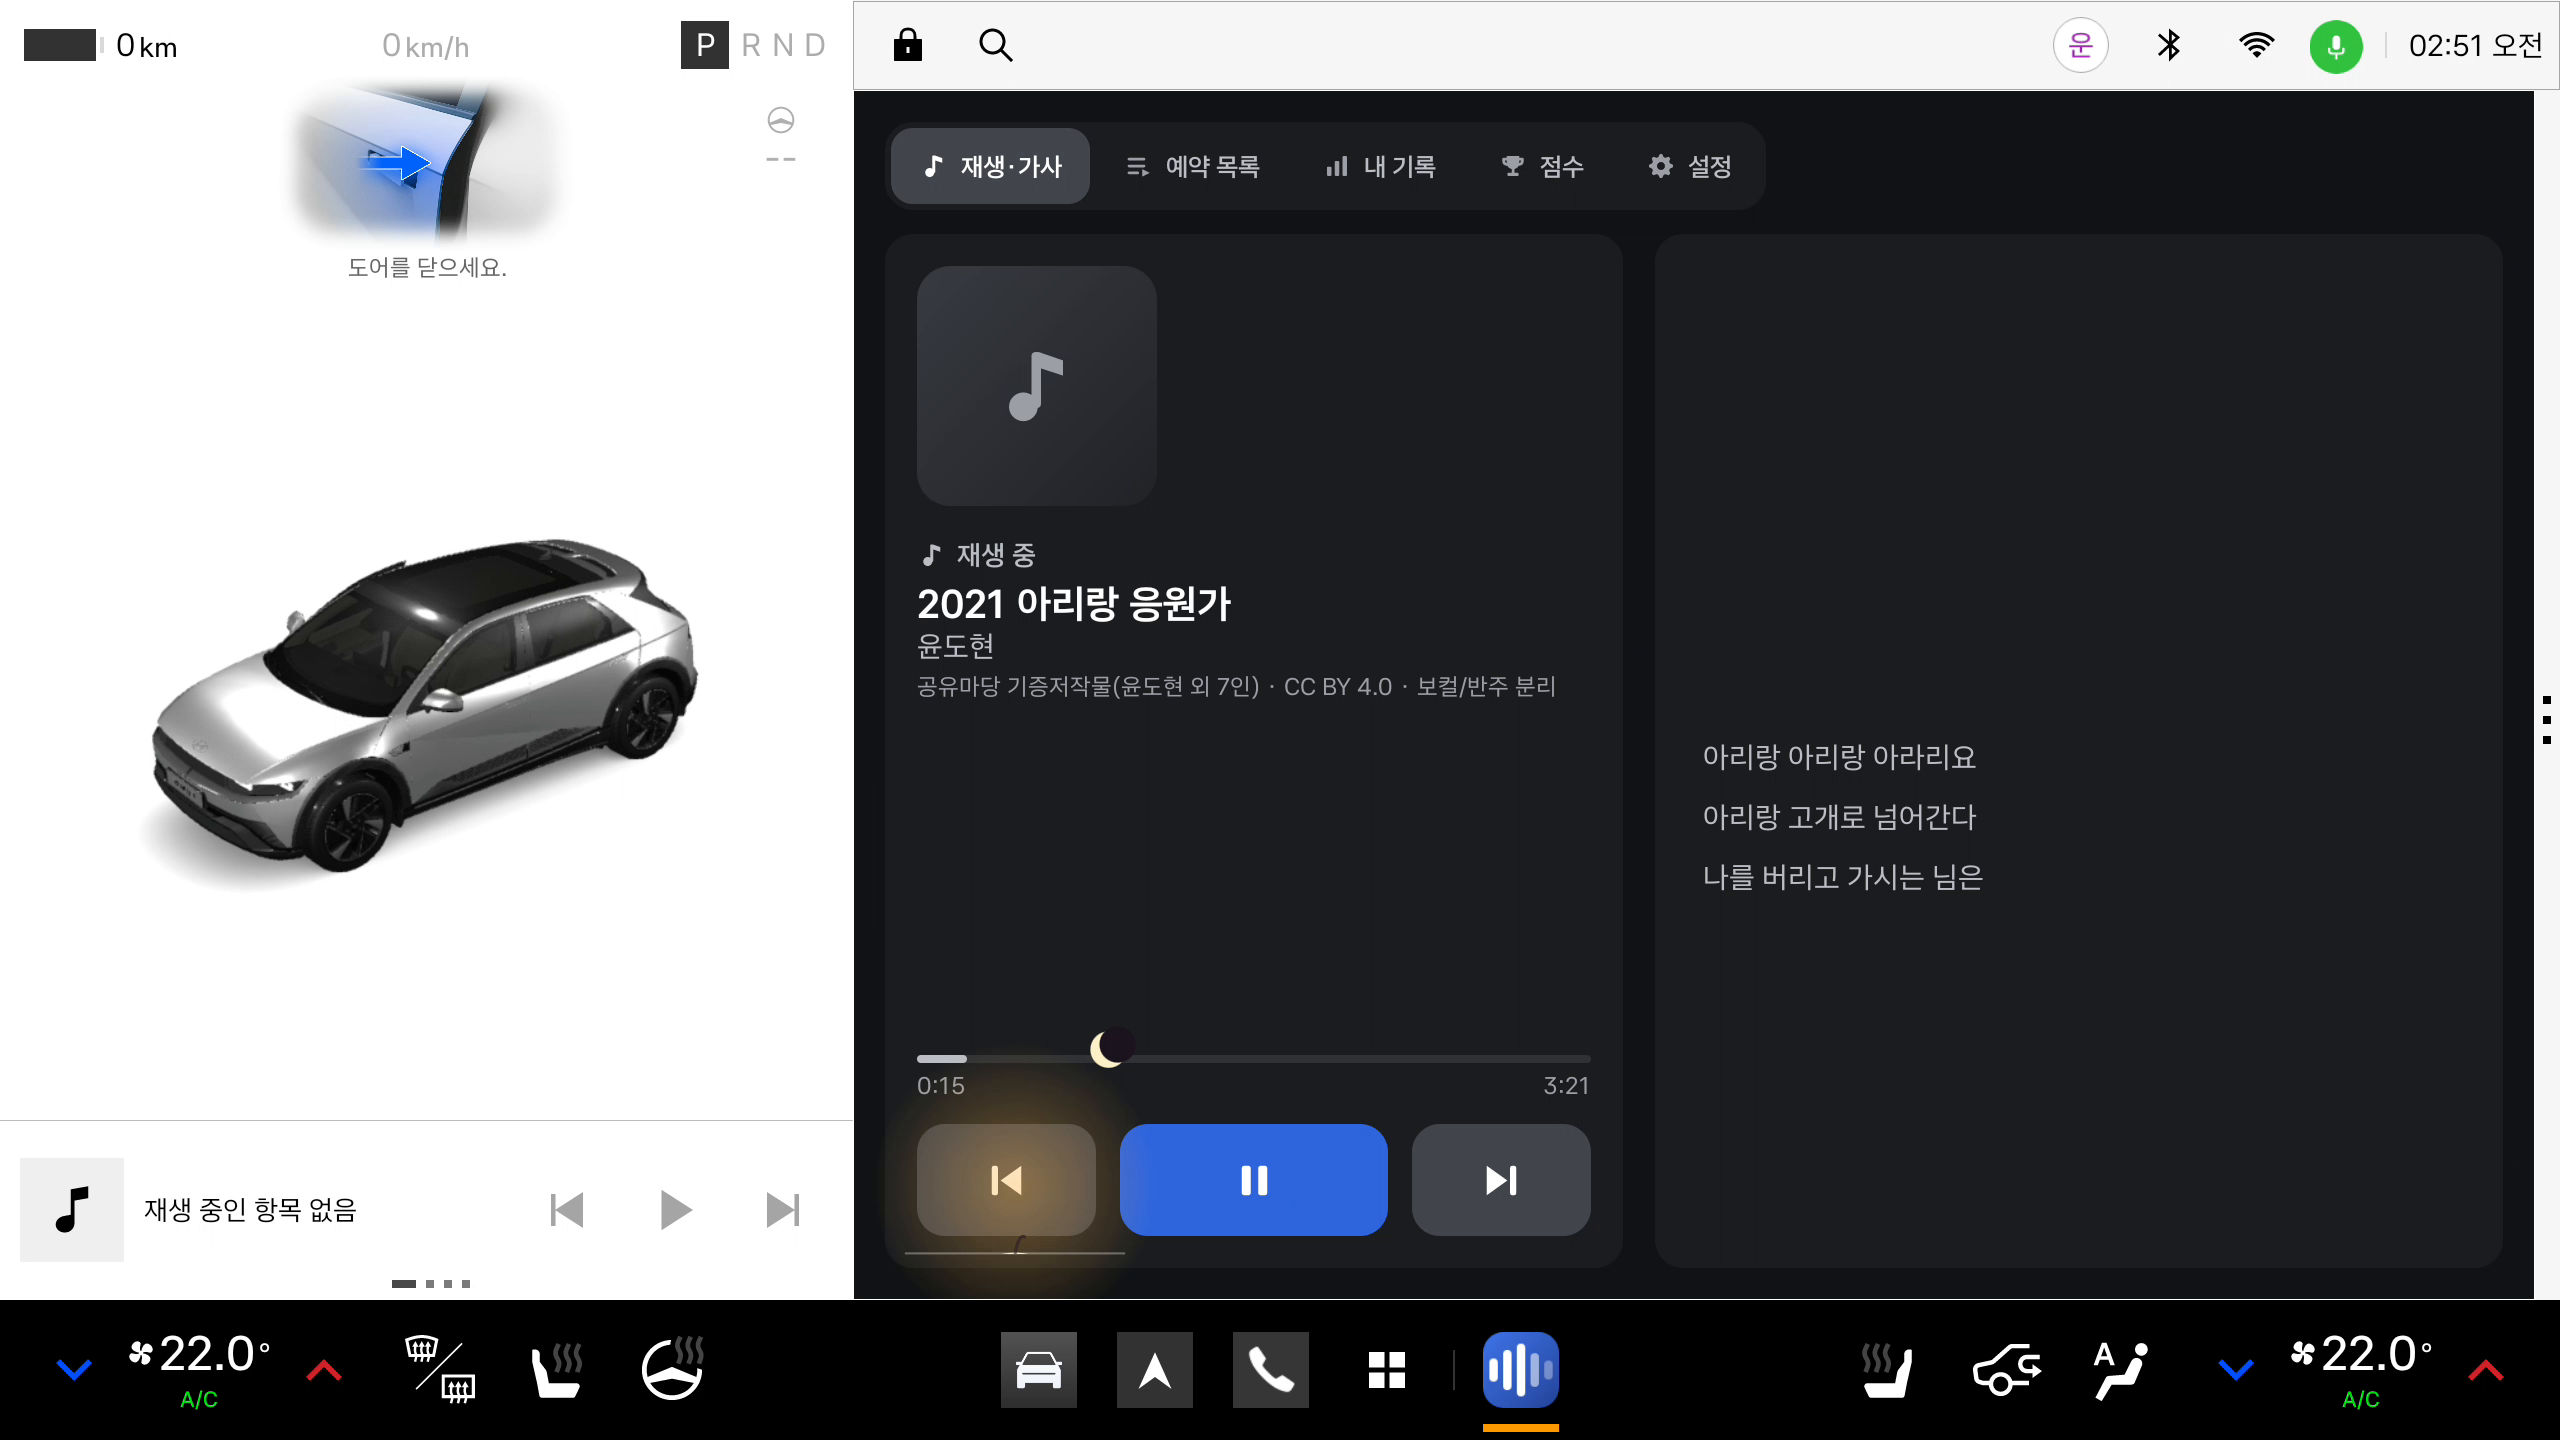 0 km
0 km/h
P R N D
운
02:51 오전
도어를 닫으세요.
재생·가사
예약 목록
내 기록
점수
설정
재생 중
2021 아리랑 응원가
윤도현
공유마당 기증저작물(윤도현 외 7인) · CC BY 4.0 · 보컬/반주 분리
0:15
3:21
아리랑 아리랑 아라리요
아리랑 고개로 넘어간다
나를 버리고 가시는 님은
재생 중인 항목 없음
22.0°
A/C
A
22.0°
A/C